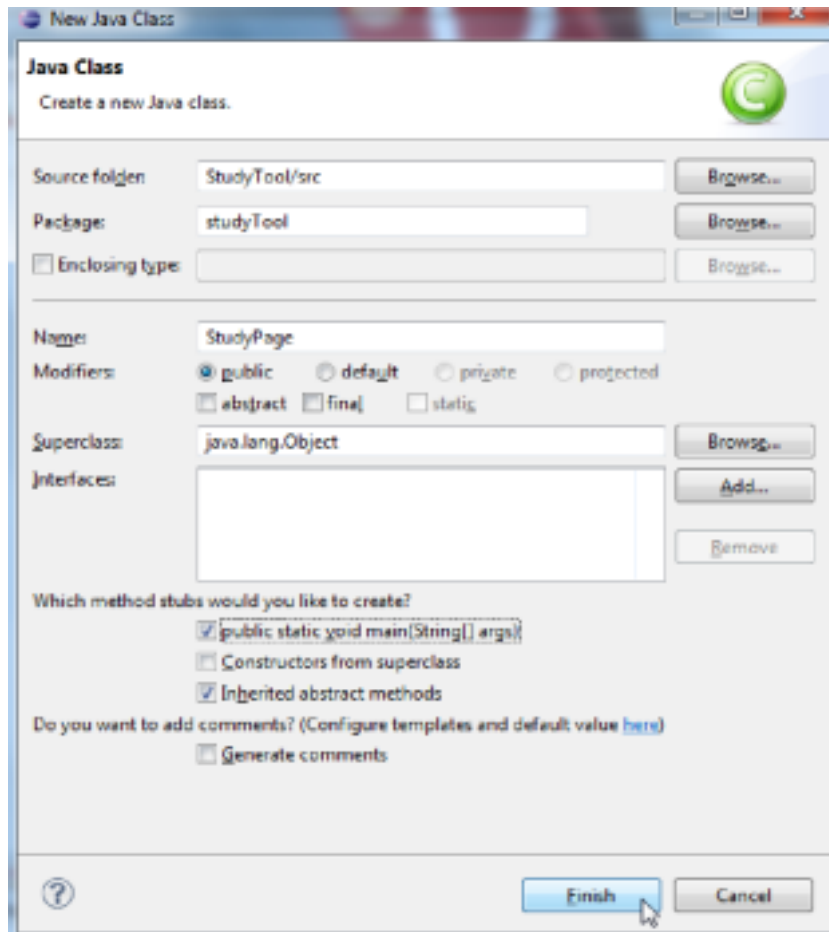 New Java Class
Java Class
Create a new Java class.
Source folder: StudyTool/src Browse...
Package: studyTool Browse...
Enclosing type: Browse...
Name: StudyPage
Modifiers: public default private protected
abstract final static
Superclass: java.lang.Object Browse...
Interfaces: Add...
Remove
Which method stubs would you like to create?
public static void main(String[] args)
Constructors from superclass
Inherited abstract methods
Do you want to add comments? (Configure templates and default value here)
Generate comments
? Finish Cancel